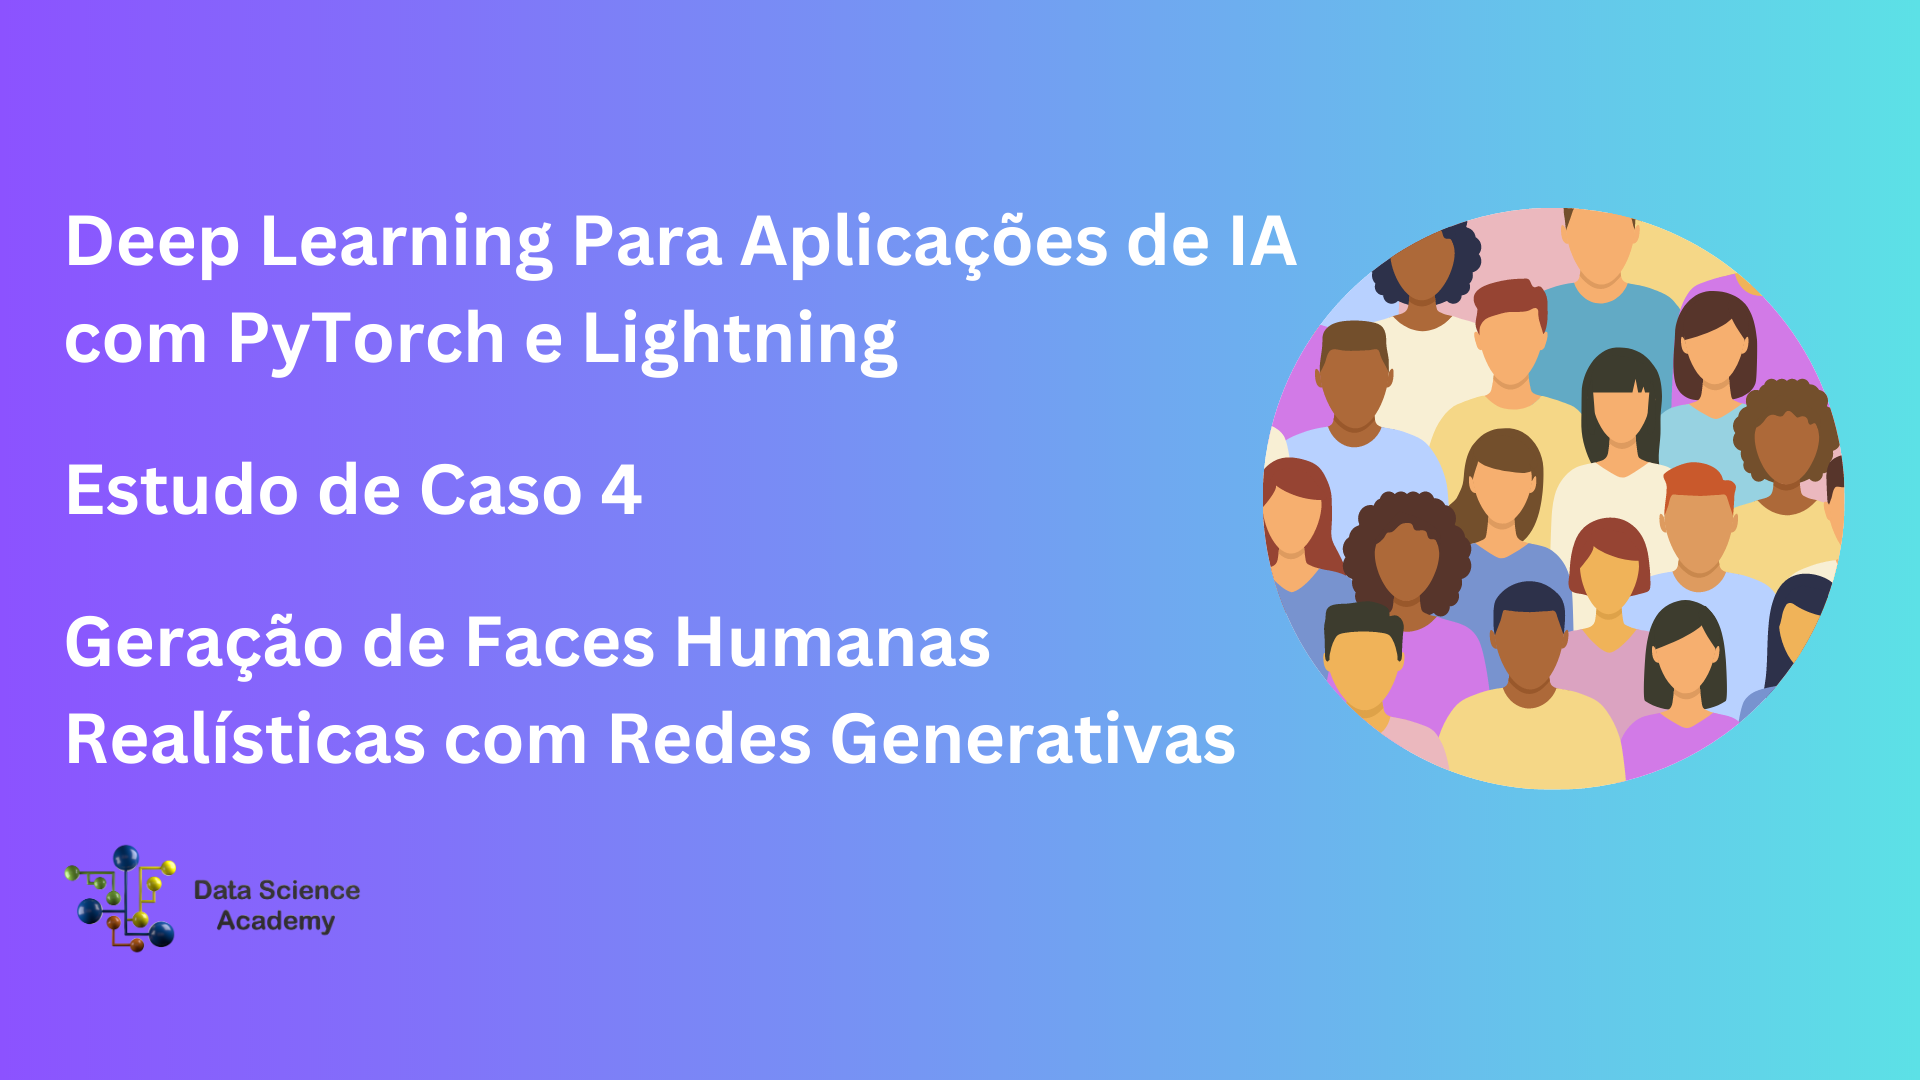 Deep Learning Para Aplicações de IA
com PyTorch e Lightning
Estudo de Caso 4
Geração de Faces Humanas
Realísticas com Redes Generativas
Data Science
Academy